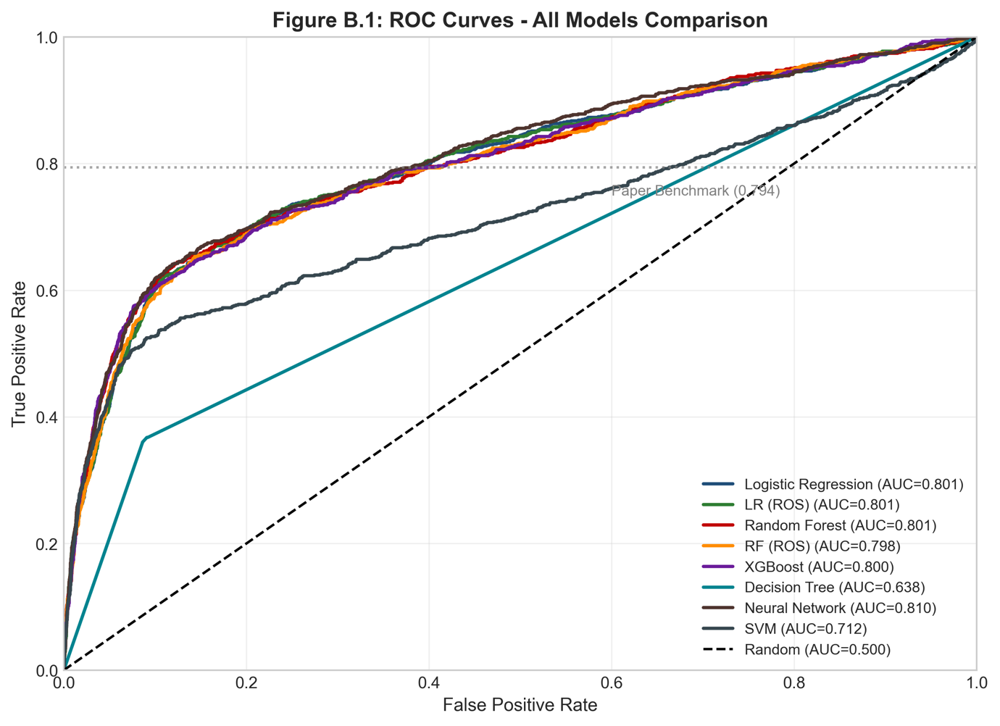 Figure B.1: ROC Curves - All Models Comparison
1.0
0.8
0.6
0.4
0.2
0.0
True Positive Rate
Paper Benchmark (0.794)
Logistic Regression (AUC=0.801)
LR (ROS) (AUC=0.801)
Random Forest (AUC=0.801)
RF (ROS) (AUC=0.798)
XGBoost (AUC=0.800)
Decision Tree (AUC=0.638)
Neural Network (AUC=0.810)
SVM (AUC=0.712)
Random (AUC=0.500)
0.0 0.2 0.4 0.6 0.8 1.0
False Positive Rate